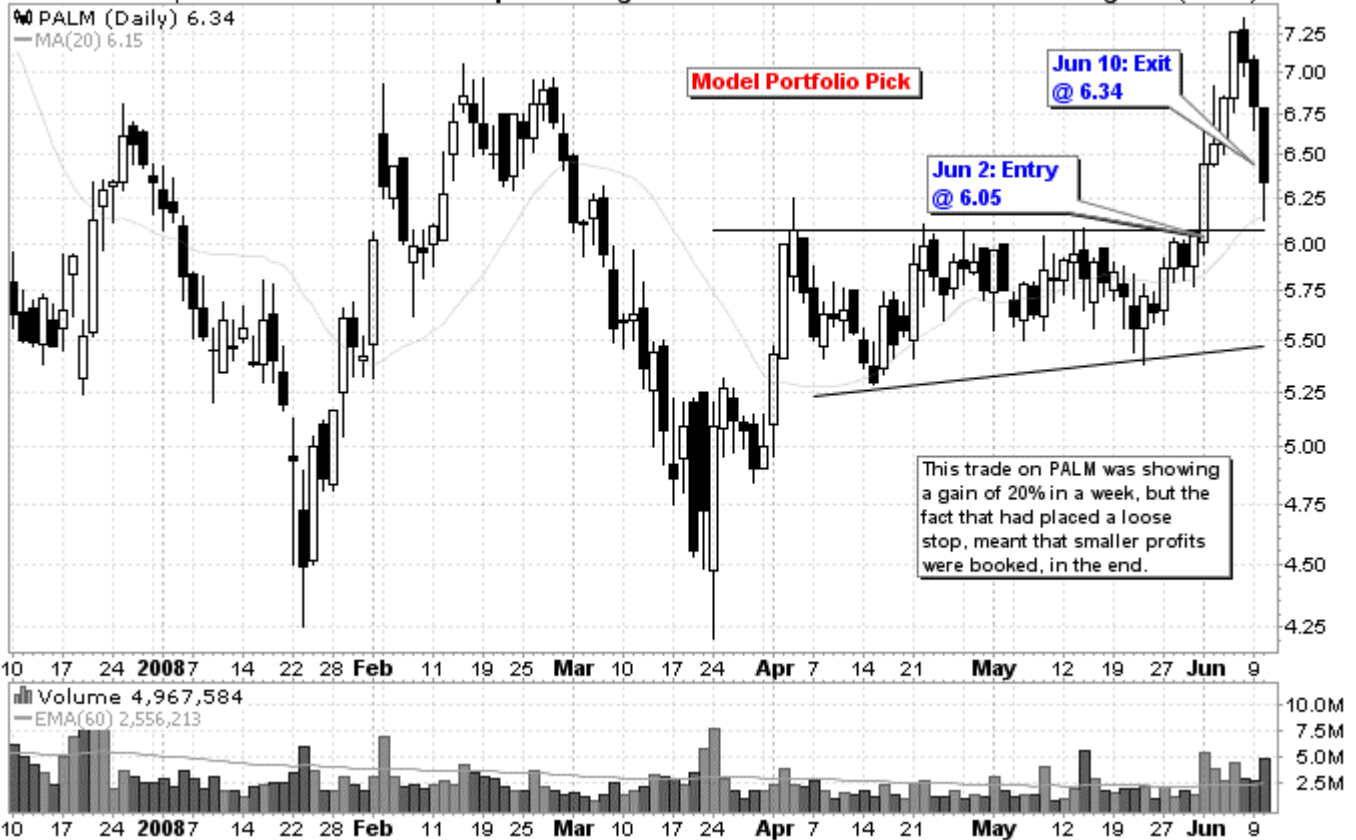 PALM (Daily) 6.34
MA(20) 6.15
Model Portfolio Pick
Jun 10: Exit
@ 6.34
Jun 2: Entry
@ 6.05
7.25
7.00
6.75
6.50
6.25
6.00
5.75
5.50
5.25
5.00
4.75
4.50
4.25
This trade on PALM was showing
a gain of 20% in a week, but the
fact that had placed a loose
stop, meant that smaller profits
were booked, in the end.
10 17 24 2008 7 14 22 28 Feb 11 19 25 Mar 10 17 24 Apr 7 14 21 May 12 19 27 Jun 9
Volume 4,967,584
EMA(60) 2,556,213
10.0M
7.5M
5.0M
2.5M
10 17 24 2008 7 14 22 28 Feb 11 19 25 Mar 10 17 24 Apr 7 14 21 May 12 19 27 Jun 9